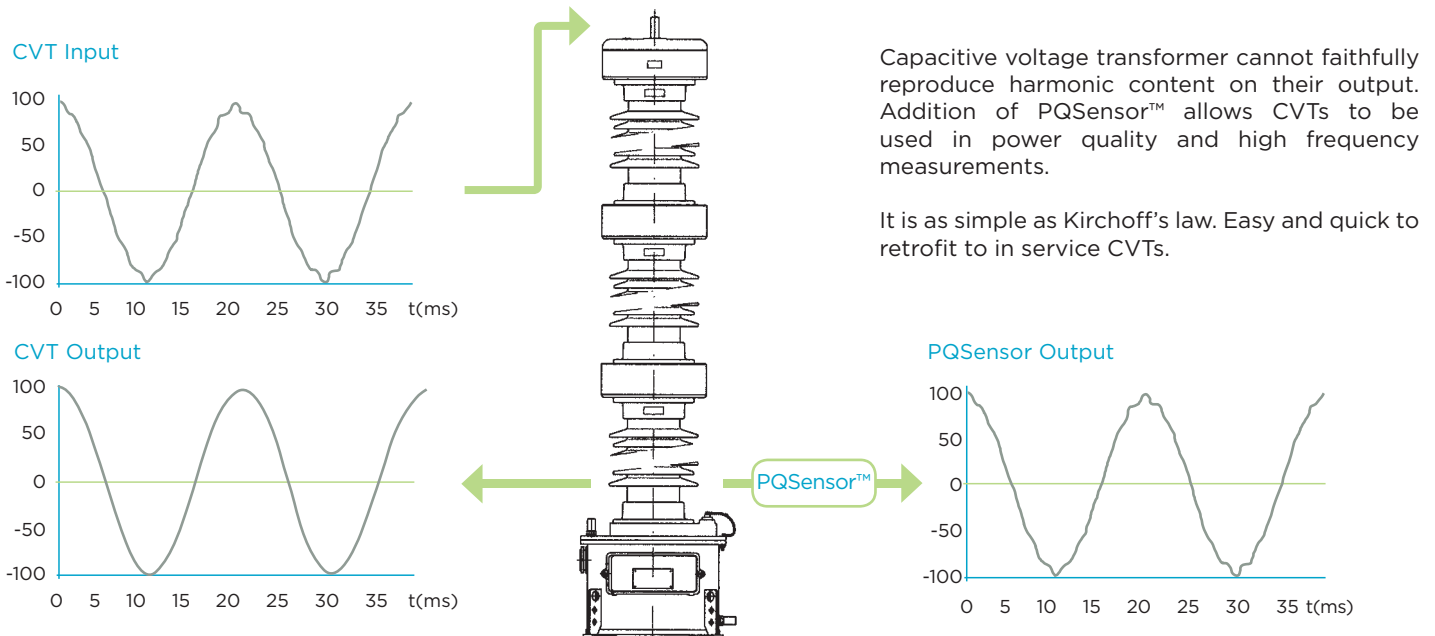 CVT Input
100
50
0
-50
-100
0 5 10 15 20 25 30 35 t(ms)
Capacitive voltage transformer cannot faithfully
reproduce harmonic content on their output.
Addition of PQSensor™ allows CVTs to be
used in power quality and high frequency
measurements.
It is as simple as Kirchoff’s law. Easy and quick to
retrofit to in service CVTs.
CVT Output
100
50
0
-50
-100
0 5 10 15 20 25 30 35 t(ms)
PQSensor™
PQSensor Output
100
50
0
-50
-100
0 5 10 15 20 25 30 35 t(ms)